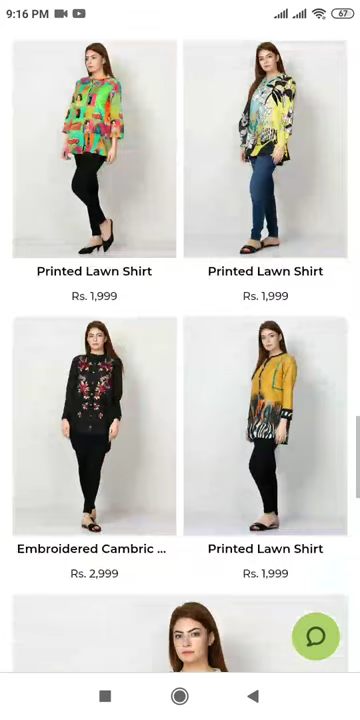 9:16 PM 67
Printed Lawn Shirt
Printed Lawn Shirt
Rs. 1,999
Rs. 1,999
Embroidered Cambric ...
Printed Lawn Shirt
Rs. 2,999
Rs. 1,999